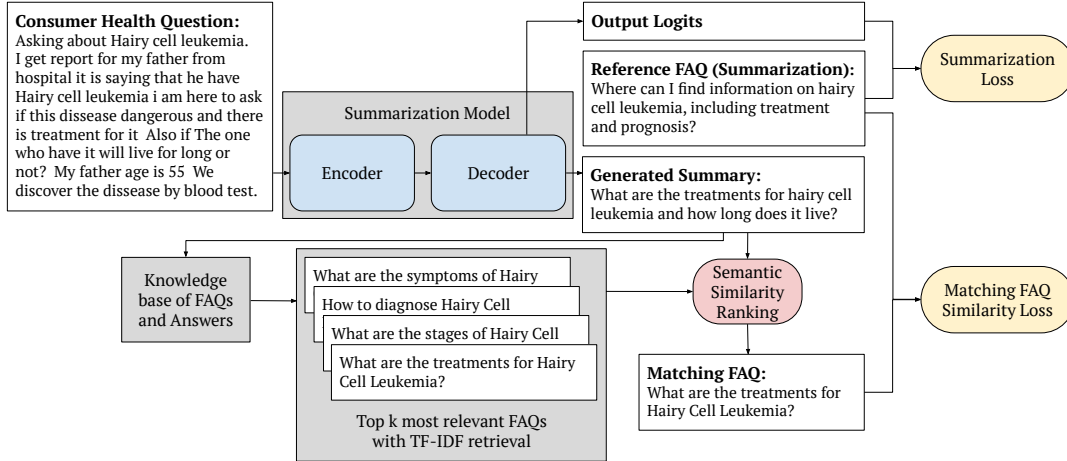 Consumer Health Question:
Asking about Hairy cell leukemia.
I get report for my father from
hospital it is saying that he have
Hairy cell leukemia i am here to ask
if this dissease dangerous and there
is treatment for it Also if The one
who have it will live for long or
not? My father age is 55 We
discover the dissease by blood test.
Summarization Model
Encoder
Decoder
Output Logits
Reference FAQ (Summarization):
Where can I find information on hairy
cell leukemia, including treatment
and prognosis?
Generated Summary:
What are the treatments for hairy cell
leukemia and how long does it live?
Summarization
Loss
Knowledge
base of FAQs
and Answers
What are the symptoms of Hairy
How to diagnose Hairy Cell
What are the stages of Hairy Cell
What are the treatments for Hairy
Cell Leukemia?
Top k most relevant FAQs
with TF-IDF retrieval
Semantic
Similarity
Ranking
Matching FAQ:
What are the treatments for
Hairy Cell Leukemia?
Matching FAQ
Similarity Loss